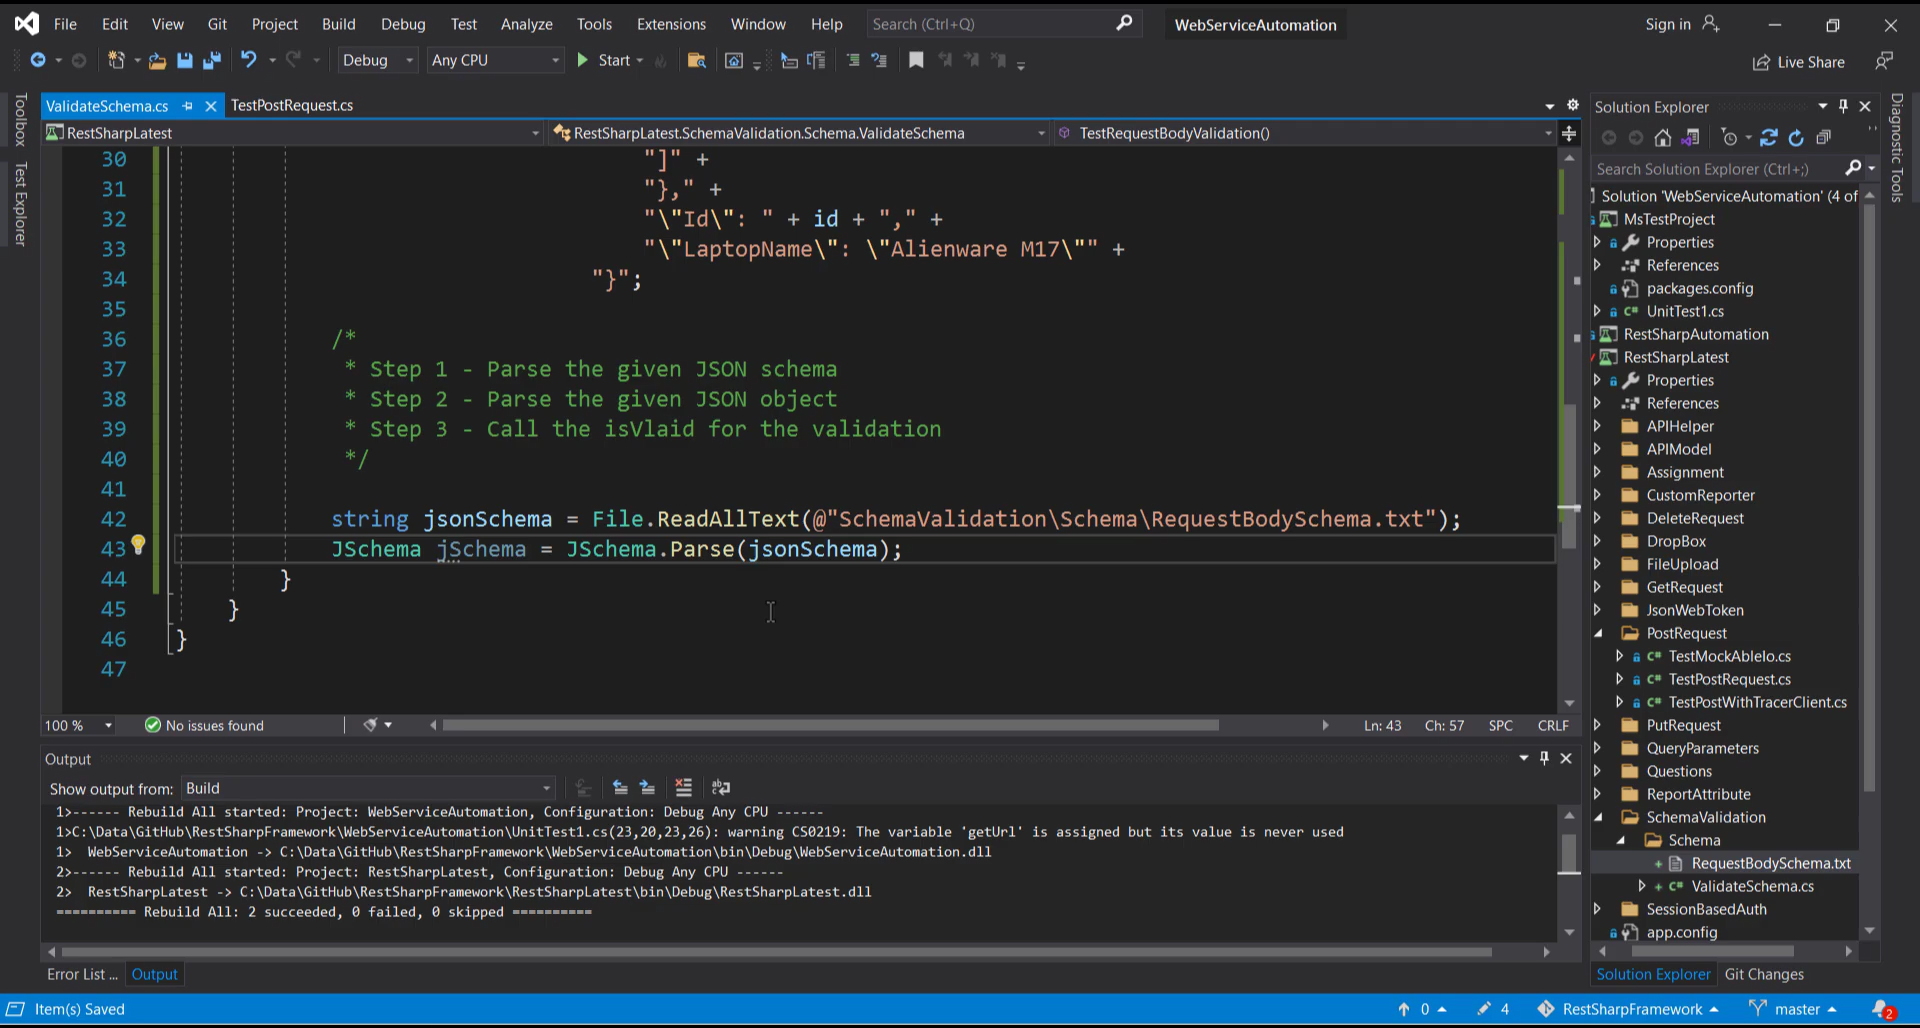 File Edit View Git Project Build Debug Test Analyze Tools Extensions Window Help Search (Ctrl+Q) WebServiceAutomation Sign in
Debug Any CPU Start Live Share
Toolbox
Test Explorer
ValidateSchema.cs TestPostRequest.cs
RestSharpLatest RestSharpLatest.SchemaValidation.Schema.ValidateSchema TestRequestBodyValidation()
30 "]" +
31 "}," +
32 "\"Id\": " + id + "," +
33 "\"LaptopName\": \"Alienware M17\"" +
34 "}";
35
36 /*
37 * Step 1 - Parse the given JSON schema
38 * Step 2 - Parse the given JSON object
39 * Step 3 - Call the isVlaid for the validation
40 */
41
42 string jsonSchema = File.ReadAllText(@"SchemaValidation\Schema\RequestBodySchema.txt");
43 JSchema jSchema = JSchema.Parse(jsonSchema);
44 }
45 }
46 }
47
100 % No issues found Ln: 43 Ch: 57 SPC CRLF
Output
Show output from: Build
1>------ Rebuild All started: Project: WebServiceAutomation, Configuration: Debug Any CPU ------
1>C:\Data\GitHub\RestSharpFramework\WebServiceAutomation\UnitTest1.cs(23,20,23,26): warning CS0219: The variable 'getUrl' is assigned but its value is never used
1> WebServiceAutomation -> C:\Data\GitHub\RestSharpFramework\WebServiceAutomation\bin\Debug\WebServiceAutomation.dll
2>------ Rebuild All started: Project: RestSharpLatest, Configuration: Debug Any CPU ------
2> RestSharpLatest -> C:\Data\GitHub\RestSharpFramework\RestSharpLatest\bin\Debug\RestSharpLatest.dll
========== Rebuild All: 2 succeeded, 0 failed, 0 skipped ==========
Error List ... Output
Solution Explorer
Search Solution Explorer (Ctrl+;)
Solution 'WebServiceAutomation' (4 of
MsTestProject
Properties
References
packages.config
C# UnitTest1.cs
RestSharpAutomation
RestSharpLatest
Properties
References
APIHelper
APIModel
Assignment
CustomReporter
DeleteRequest
DropBox
FileUpload
GetRequest
JsonWebToken
PostRequest
C# TestMockAbleIo.cs
C# TestPostRequest.cs
C# TestPostWithTracerClient.cs
PutRequest
QueryParameters
Questions
ReportAttribute
SchemaValidation
Schema
+ RequestBodySchema.txt
+ C# ValidateSchema.cs
SessionBasedAuth
app.config
Solution Explorer Git Changes
Diagnostic Tools
Item(s) Saved 0 4 RestSharpFramework master 2